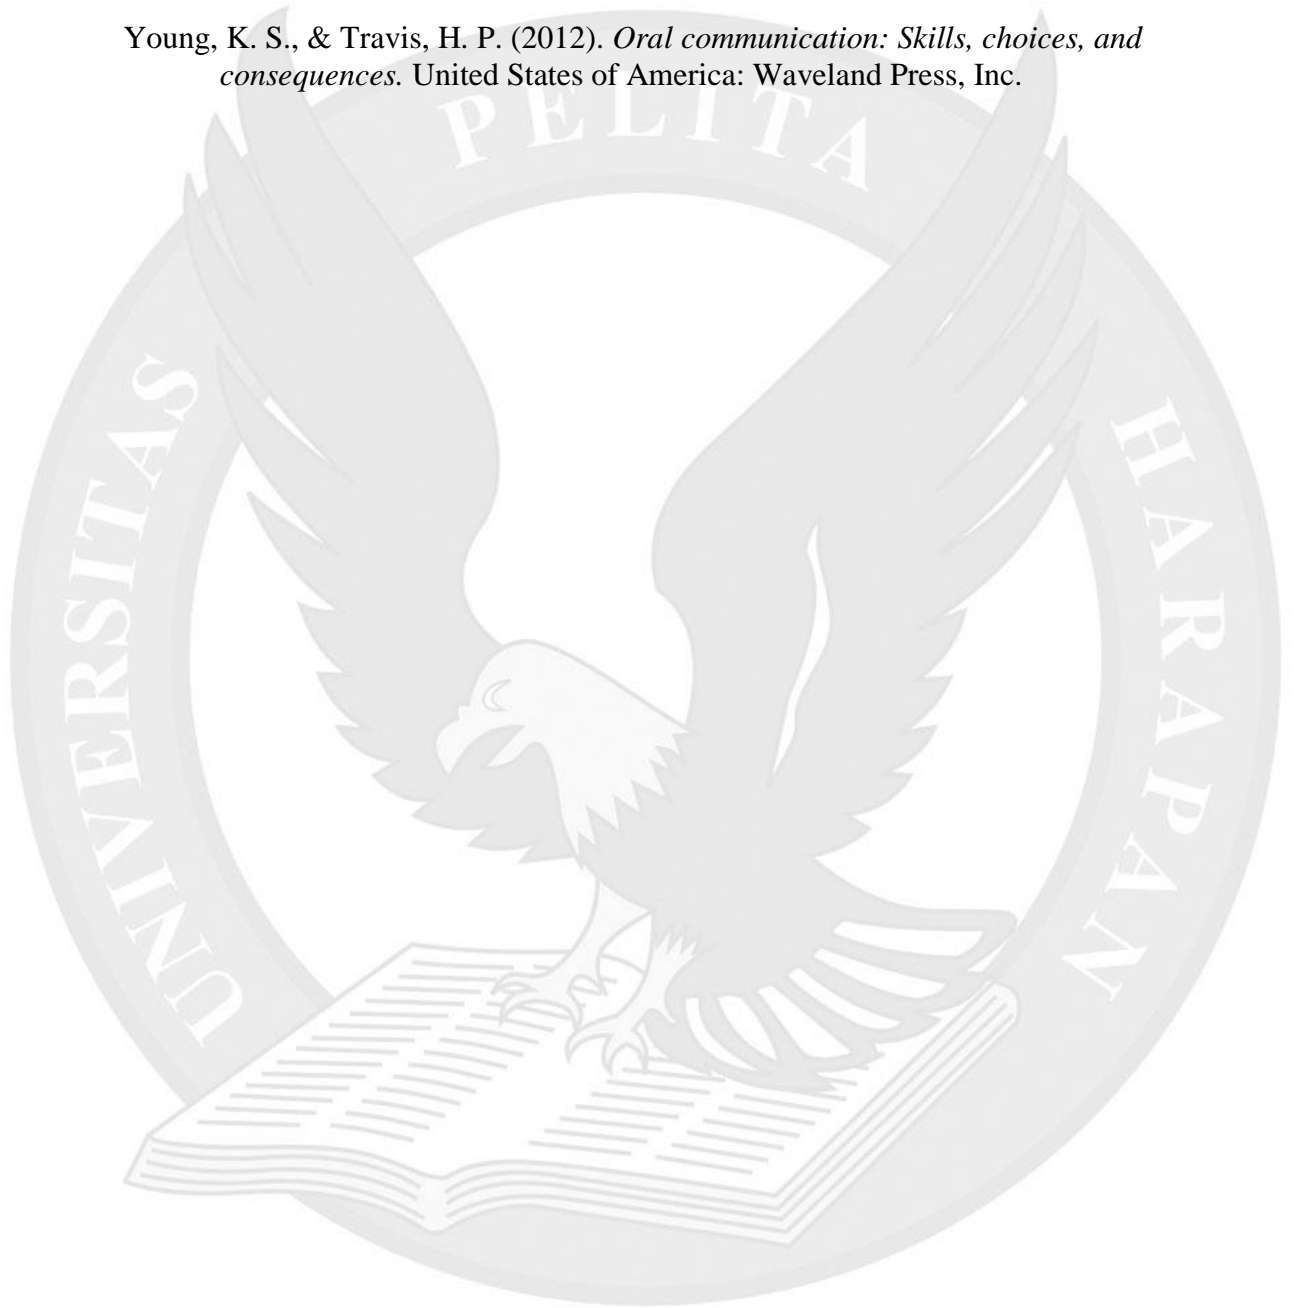 Young, K. S., & Travis, H. P. (2012). Oral communication: Skills, choices, and
consequences. United States of America: Waveland Press, Inc.
UNIVERSITAS PELITA HARAPAN